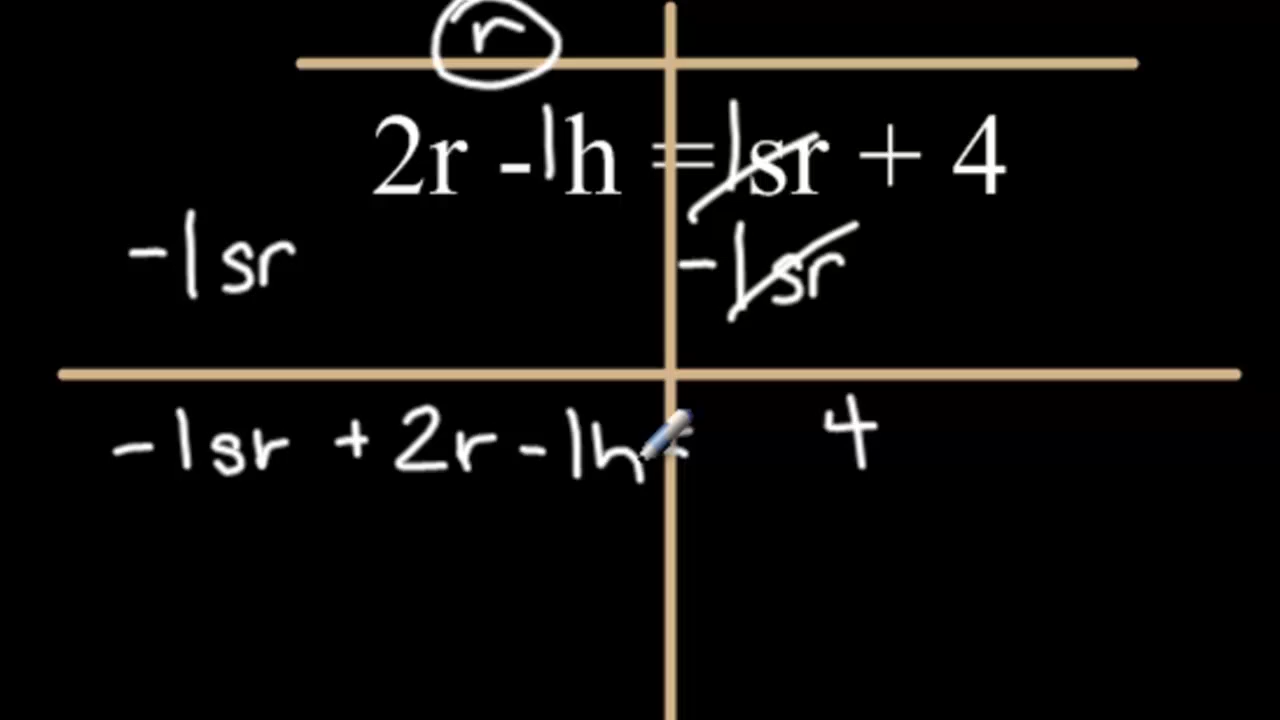 r
2r -1h = 1sr + 4
-1sr -1sr
-1sr + 2r - 1h = 4